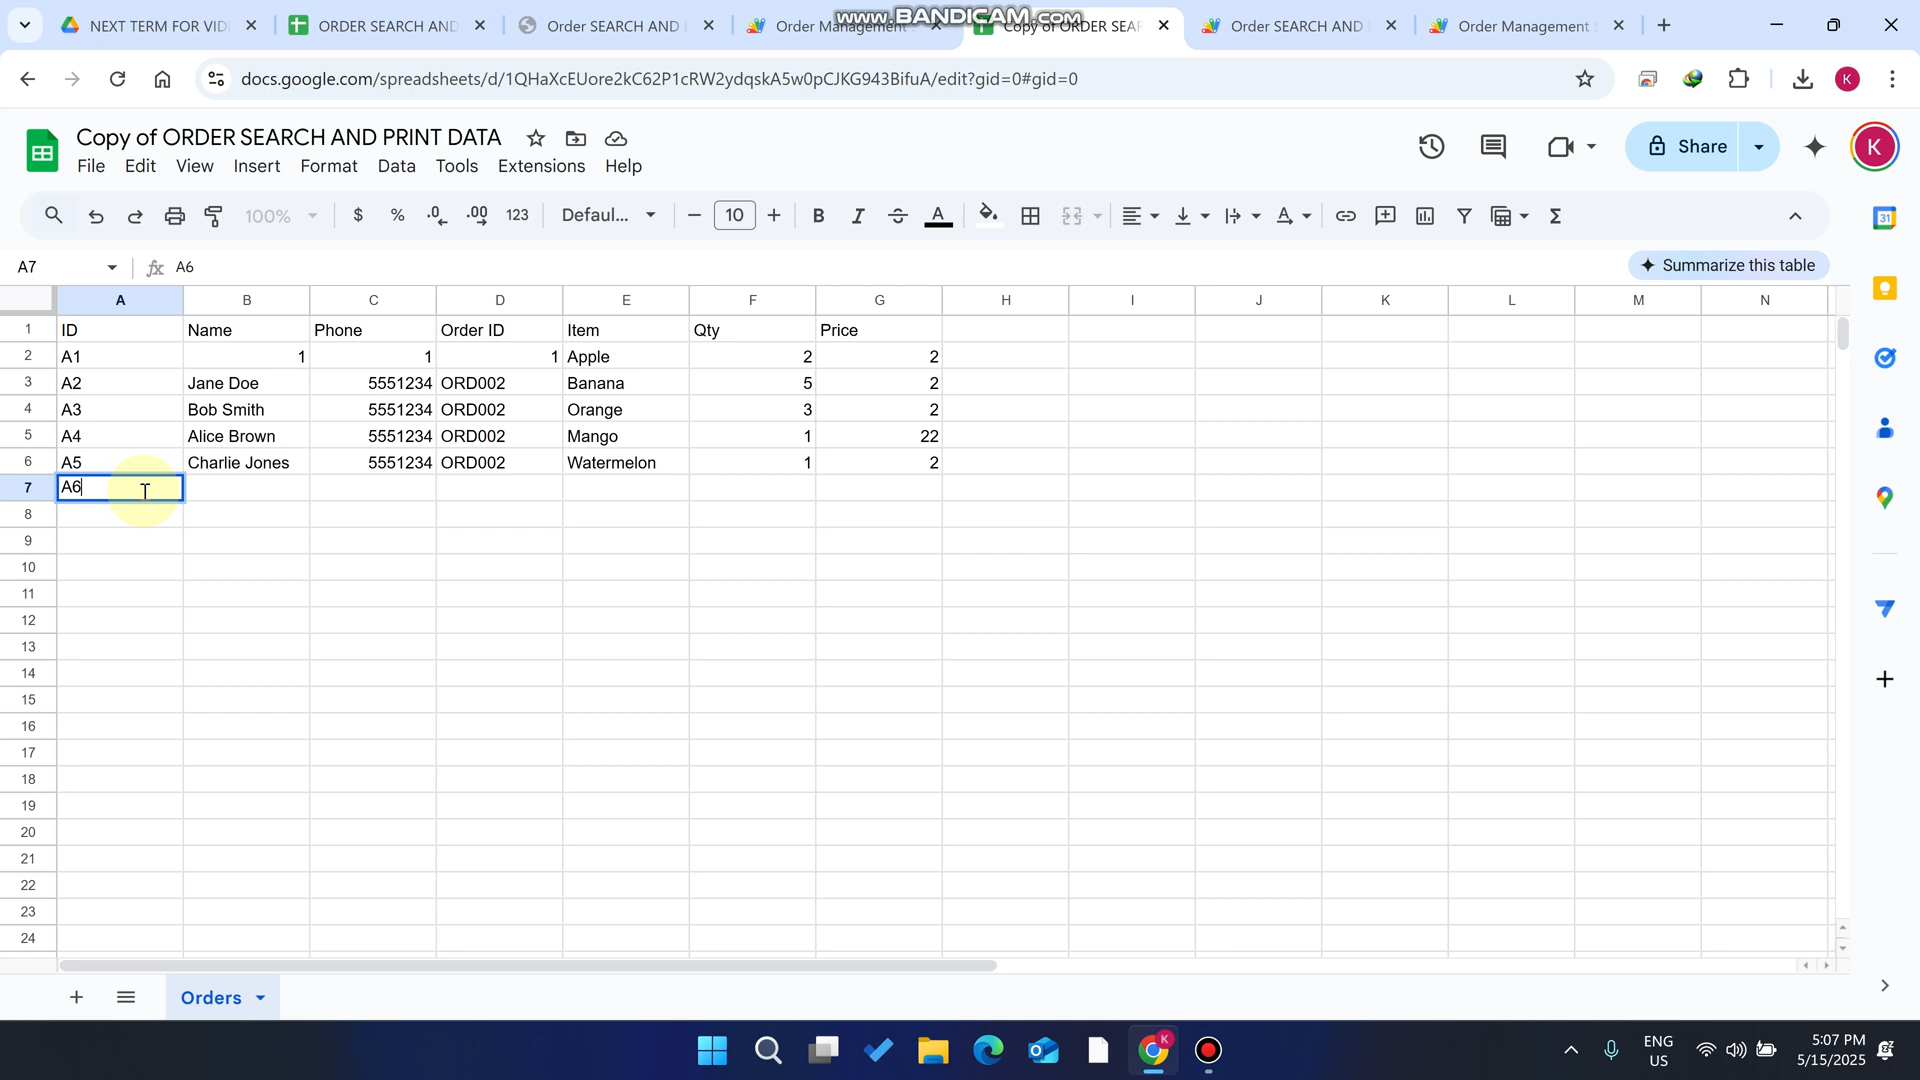 www.BANDICAM.com
NEXT TERM FOR VID
ORDER SEARCH AND
Order SEARCH AND
Order Management
Copy of ORDER SEAR
Order SEARCH AND
Order Management
docs.google.com/spreadsheets/d/1QHaXcEUore2kC62P1cRW2ydqskA5w0pCJKG943BifuA/edit?gid=0#gid=0
K
Copy of ORDER SEARCH AND PRINT DATA
Share
K
File Edit View Insert Format Data Tools Extensions Help
100% $ % .0 .00 123 Defaul... 10 B I A
31
A7 fx A6
Summarize this table
A B C D E F G H I J K L M N
1 ID Name Phone Order ID Item Qty Price
2 A1 1 1 1 Apple 2 2
3 A2 Jane Doe 5551234 ORD002 Banana 5 2
4 A3 Bob Smith 5551234 ORD002 Orange 3 2
5 A4 Alice Brown 5551234 ORD002 Mango 1 22
6 A5 Charlie Jones 5551234 ORD002 Watermelon 1 2
7 A6
8
9
10
11
12
13
14
15
16
17
18
19
20
21
22
23
24
Orders
ENG
US
5:07 PM
5/15/2025